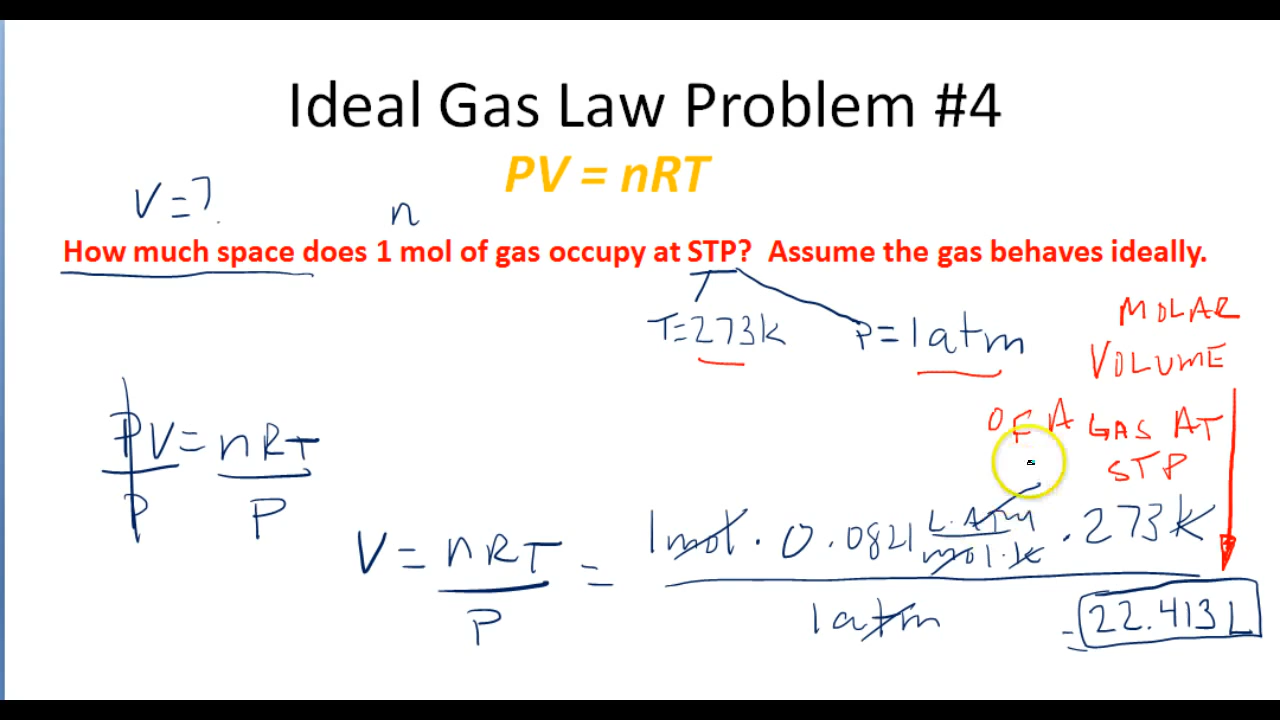 Ideal Gas Law Problem #4
PV = nRT
V = ?
n
How much space does 1 mol of gas occupy at STP? Assume the gas behaves ideally.
T = 273k
P = 1atm
MOLAR
VOLUME
OF A GAS AT
STP
PV = nRT
P P
V = nRT = 1mol · 0.0821 L.ATM · 273k
mol·k
P 1atm
= 22.413L